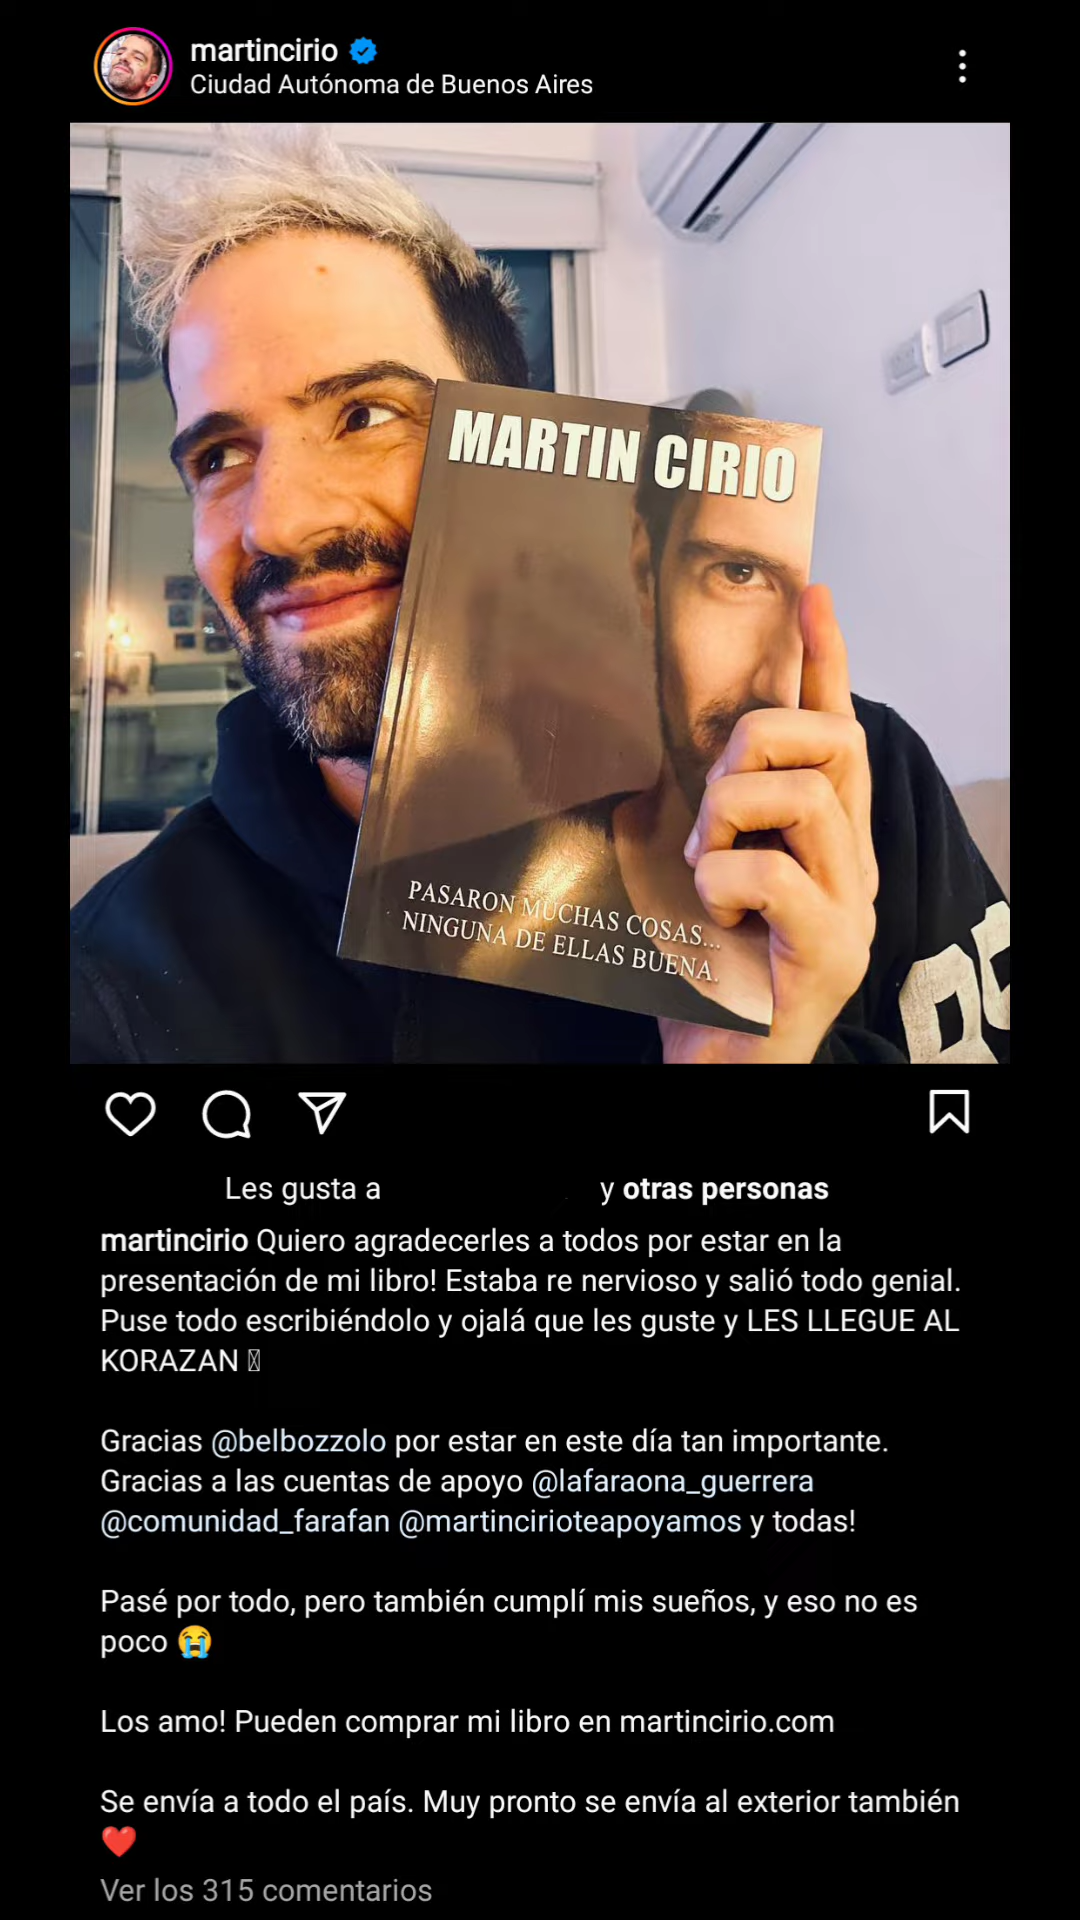 martincirio
Ciudad Autónoma de Buenos Aires
MARTIN CIRIO
PASARON MUCHAS COSAS...
NINGUNA DE ELLAS BUENA.
Les gusta a y otras personas
martincirio Quiero agradecerles a todos por estar en la
presentación de mi libro! Estaba re nervioso y salió todo genial.
Puse todo escribiéndolo y ojalá que les guste y LES LLEGUE AL
KORAZAN
Gracias @belbozzolo por estar en este día tan importante.
Gracias a las cuentas de apoyo @lafaraona_guerrera
@comunidad_farafan @martincirioteapoyamos y todas!
Pasé por todo, pero también cumplí mis sueños, y eso no es
poco 😭
Los amo! Pueden comprar mi libro en martincirio.com
Se envía a todo el país. Muy pronto se envía al exterior también
❤️
Ver los 315 comentarios